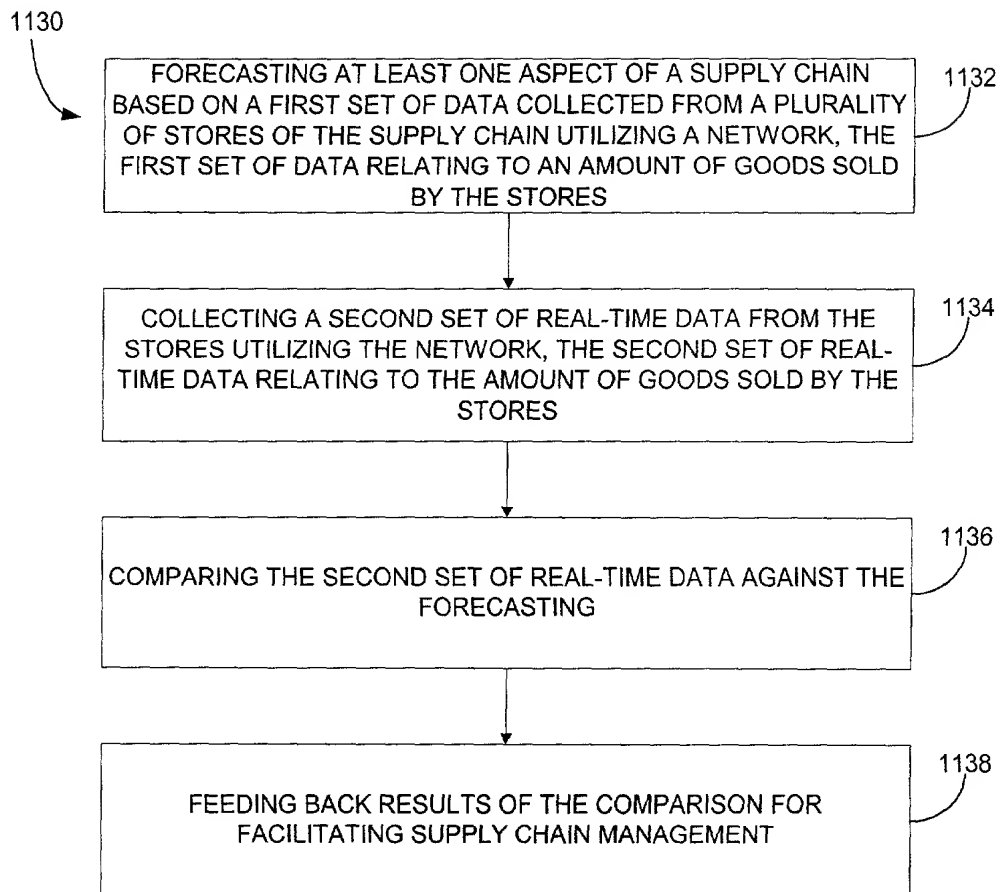 1130
FORECASTING AT LEAST ONE ASPECT OF A SUPPLY CHAIN
BASED ON A FIRST SET OF DATA COLLECTED FROM A PLURALITY
OF STORES OF THE SUPPLY CHAIN UTILIZING A NETWORK, THE
FIRST SET OF DATA RELATING TO AN AMOUNT OF GOODS SOLD
BY THE STORES
1132
COLLECTING A SECOND SET OF REAL-TIME DATA FROM THE
STORES UTILIZING THE NETWORK, THE SECOND SET OF REAL-
TIME DATA RELATING TO THE AMOUNT OF GOODS SOLD BY THE
STORES
1134
COMPARING THE SECOND SET OF REAL-TIME DATA AGAINST THE
FORECASTING
1136
FEEDING BACK RESULTS OF THE COMPARISON FOR
FACILITATING SUPPLY CHAIN MANAGEMENT
1138